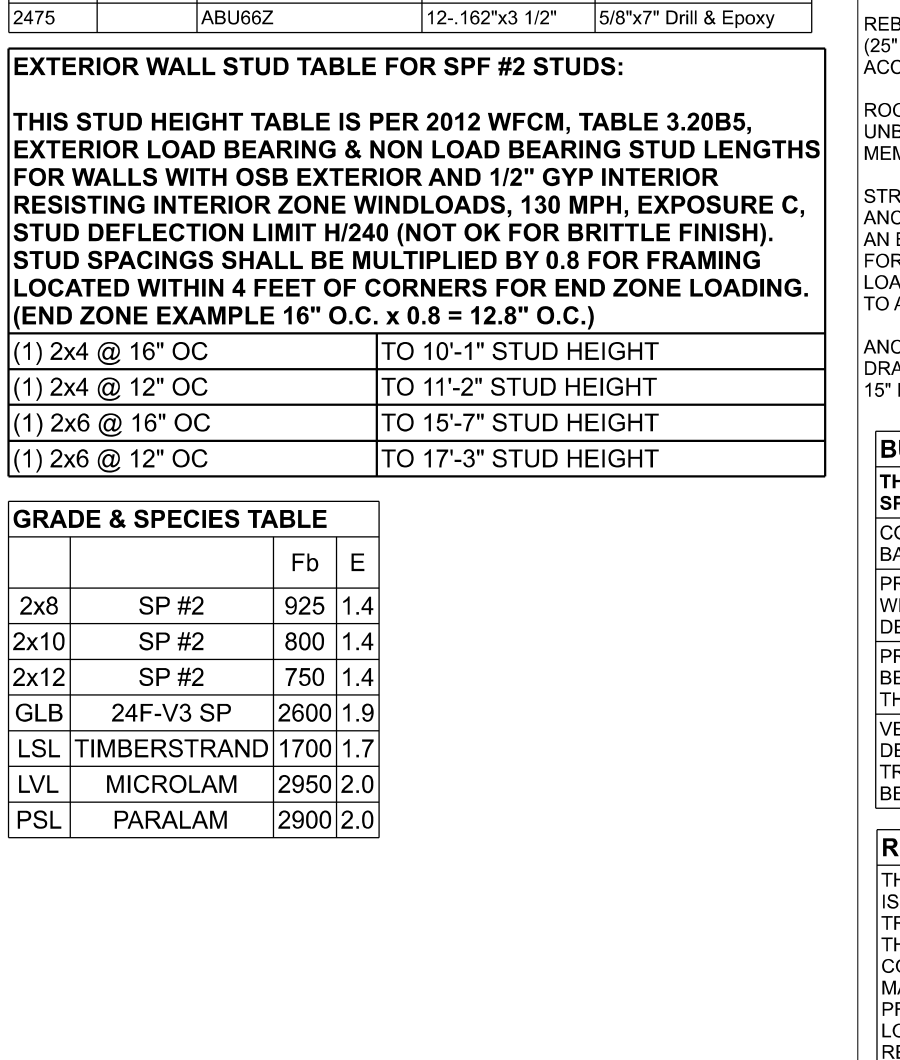 2475 ABU66Z 12-.162"x3 1/2" 5/8"x7" Drill & Epoxy
EXTERIOR WALL STUD TABLE FOR SPF #2 STUDS:
THIS STUD HEIGHT TABLE IS PER 2012 WFCM, TABLE 3.20B5,
EXTERIOR LOAD BEARING & NON LOAD BEARING STUD LENGTHS
FOR WALLS WITH OSB EXTERIOR AND 1/2" GYP INTERIOR
RESISTING INTERIOR ZONE WINDLOADS, 130 MPH, EXPOSURE C,
STUD DEFLECTION LIMIT H/240 (NOT OK FOR BRITTLE FINISH).
STUD SPACINGS SHALL BE MULTIPLIED BY 0.8 FOR FRAMING
LOCATED WITHIN 4 FEET OF CORNERS FOR END ZONE LOADING.
(END ZONE EXAMPLE 16" O.C. x 0.8 = 12.8" O.C.)
(1) 2x4 @ 16" OC TO 10'-1" STUD HEIGHT
(1) 2x4 @ 12" OC TO 11'-2" STUD HEIGHT
(1) 2x6 @ 16" OC TO 15'-7" STUD HEIGHT
(1) 2x6 @ 12" OC TO 17'-3" STUD HEIGHT
GRADE & SPECIES TABLE
Fb E
2x8 SP #2 925 1.4
2x10 SP #2 800 1.4
2x12 SP #2 750 1.4
GLB 24F-V3 SP 2600 1.9
LSL TIMBERSTRAND 1700 1.7
LVL MICROLAM 2950 2.0
PSL PARALAM 2900 2.0
(25"
AN
TO
15"
IS